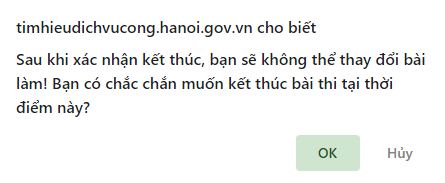 timhieudichvucong.hanoi.gov.vn cho biết
Sau khi xác nhận kết thúc, bạn sẽ không thể thay đổi bài
làm! Bạn có chắc chắn muốn kết thúc bài thi tại thời
điểm này?
OK
Hủy